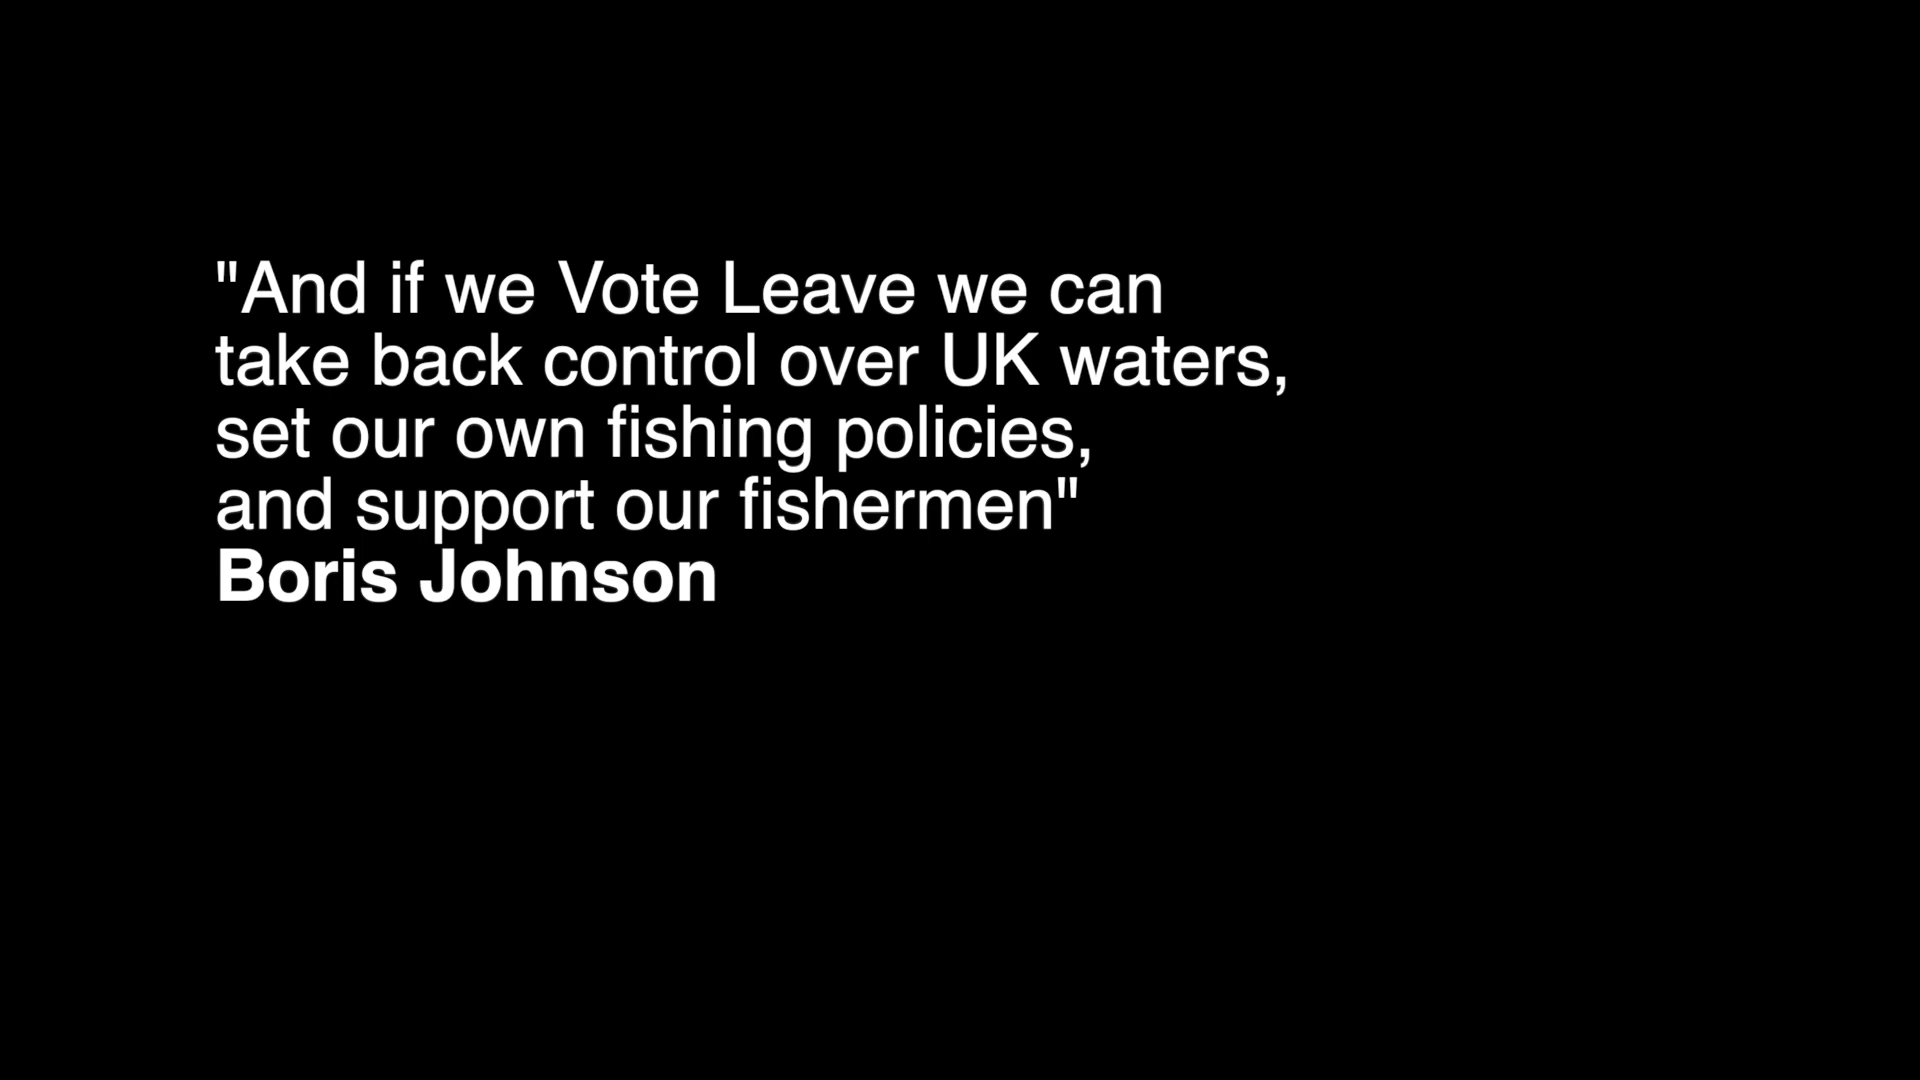 "And if we Vote Leave we can
take back control over UK waters,
set our own fishing policies,
and support our fishermen"
Boris Johnson